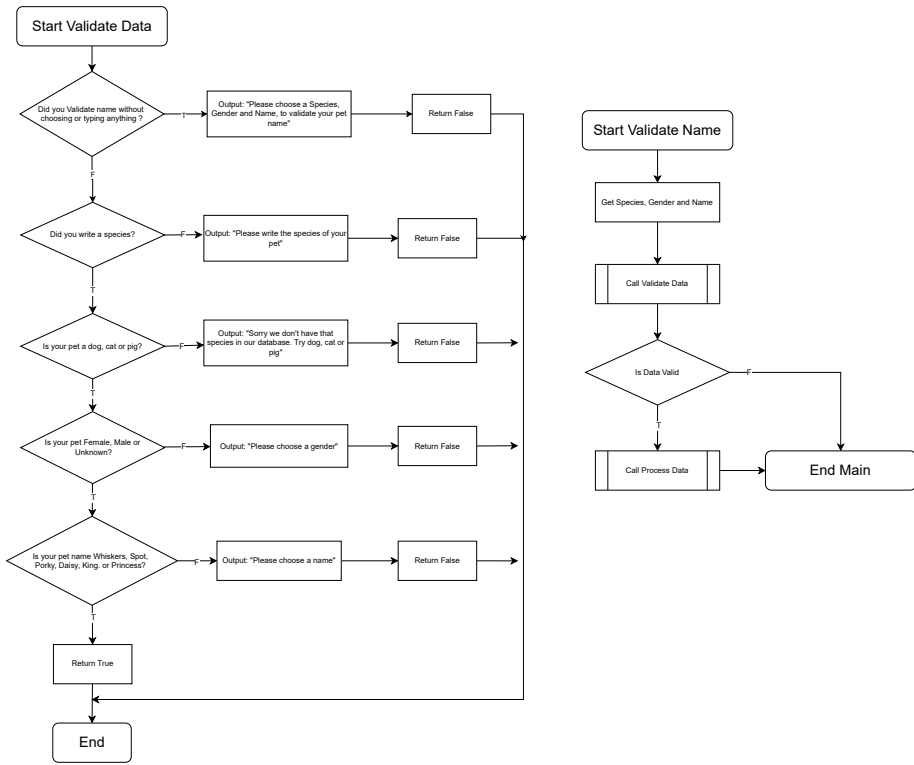 Start Validate Data
Did you Validate name without
choosing or typing anything ?
T
Output: "Please choose a Species,
Gender and Name, to validate your pet
name"
Return False
F
Did you write a species?
F
Output: "Please write the species of your
pet"
Return False
T
Is your pet a dog, cat or pig?
F
Output: "Sorry we don't have that
species in our database. Try dog, cat or
pig"
Return False
T
Is your pet Female, Male or
Unknown?
F
Output: "Please choose a gender"
Return False
T
Is your pet name Whiskers, Spot,
Porky, Daisy, King. or Princess?
F
Output: "Please choose a name"
Return False
T
Return True
End
Start Validate Name
Get Species, Gender and Name
Call Validate Data
Is Data Valid
F
T
Call Process Data
End Main